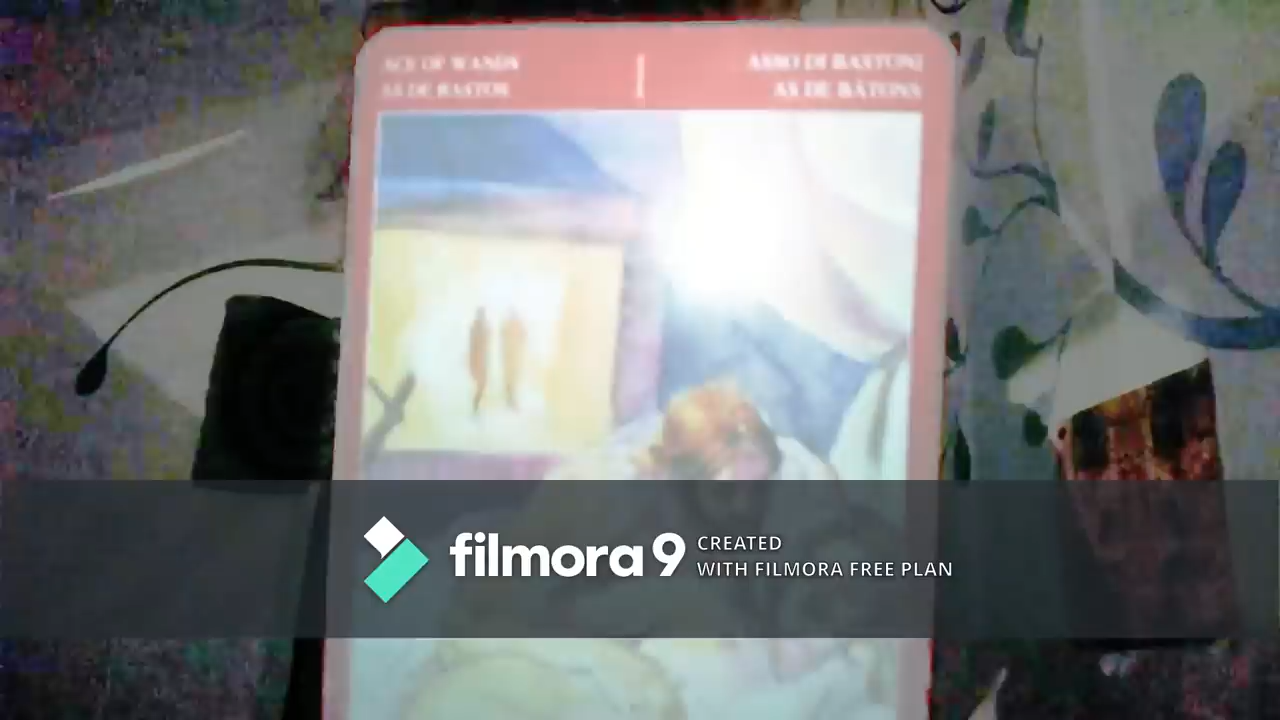 ACE OF WANDS
AS DE BASTOS
I
ASSO DI BASTONI
AS DE BÂTONS
filmora 9
CREATED
WITH FILMORA FREE PLAN